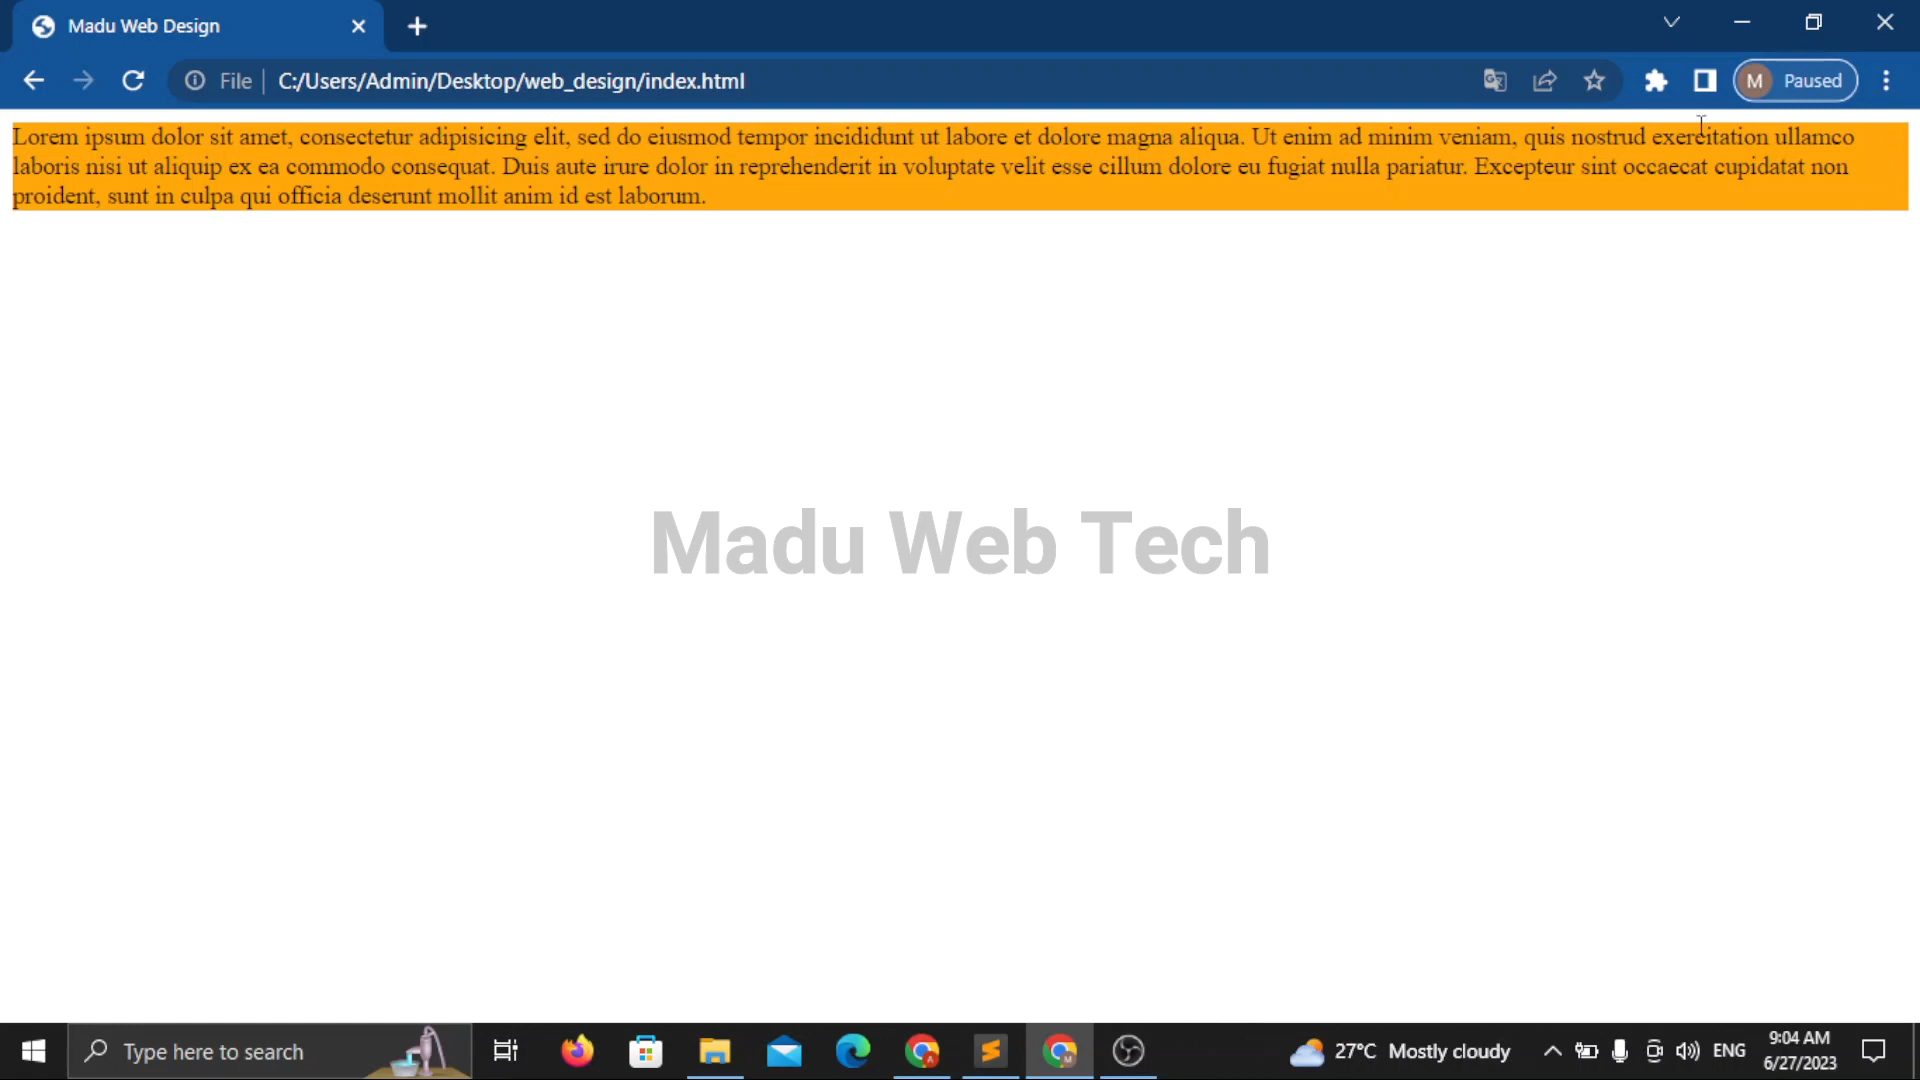 Madu Web Design
File
C:/Users/Admin/Desktop/web_design/index.html
M Paused
Lorem ipsum dolor sit amet, consectetur adipisicing elit, sed do eiusmod tempor incididunt ut labore et dolore magna aliqua. Ut enim ad minim veniam, quis nostrud exercitation ullamco
laboris nisi ut aliquip ex ea commodo consequat. Duis aute irure dolor in reprehenderit in voluptate velit esse cillum dolore eu fugiat nulla pariatur. Excepteur sint occaecat cupidatat non
proident, sunt in culpa qui officia deserunt mollit anim id est laborum.
Madu Web Tech
Type here to search
27°C Mostly cloudy
ENG
9:04 AM
6/27/2023